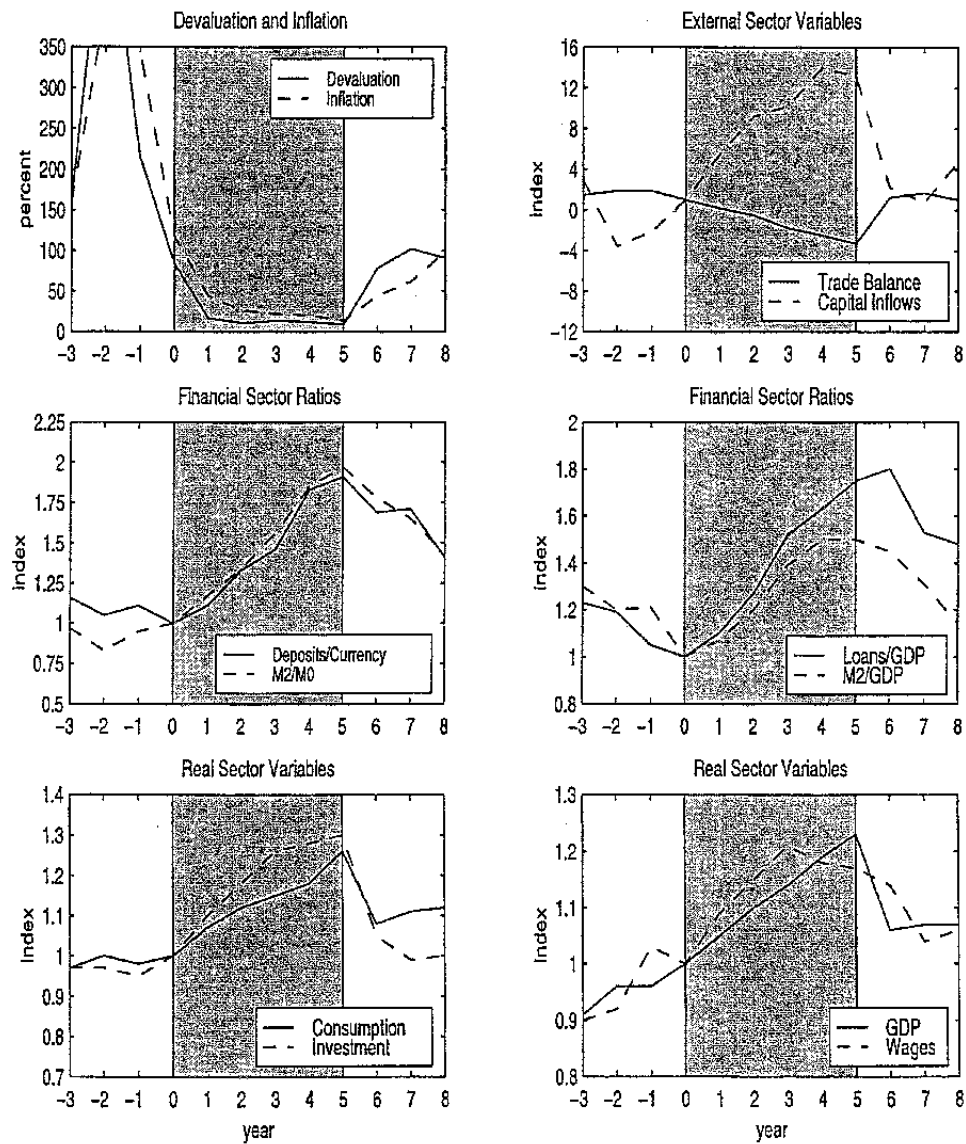 Devaluation and Inflation
350
300
250
200
150
100
50
0
percent
Devaluation
Inflation
-3 -2 -1 0 1 2 3 4 5 6 7 8
External Sector Variables
16
12
8
4
0
-4
-8
-12
Index
Trade Balance
Capital Inflows
-3 -2 -1 0 1 2 3 4 5 6 7 8
Financial Sector Ratios
2.25
2
1.75
1.5
1.25
1
0.75
0.5
index
Deposits/Currency
M2/M0
-3 -2 -1 0 1 2 3 4 5 6 7 8
Financial Sector Ratios
2
1.8
1.6
1.4
1.2
1
0.8
index
Loans/GDP
M2/GDP
-3 -2 -1 0 1 2 3 4 5 6 7 8
Real Sector Variables
1.4
1.3
1.2
1.1
1
0.9
0.8
0.7
Index
Consumption
Investment
-3 -2 -1 0 1 2 3 4 5 6 7 8
year
Real Sector Variables
1.3
1.2
1.1
1
0.9
0.8
Index
GDP
Wages
-3 -2 -1 0 1 2 3 4 5 6 7 8
year